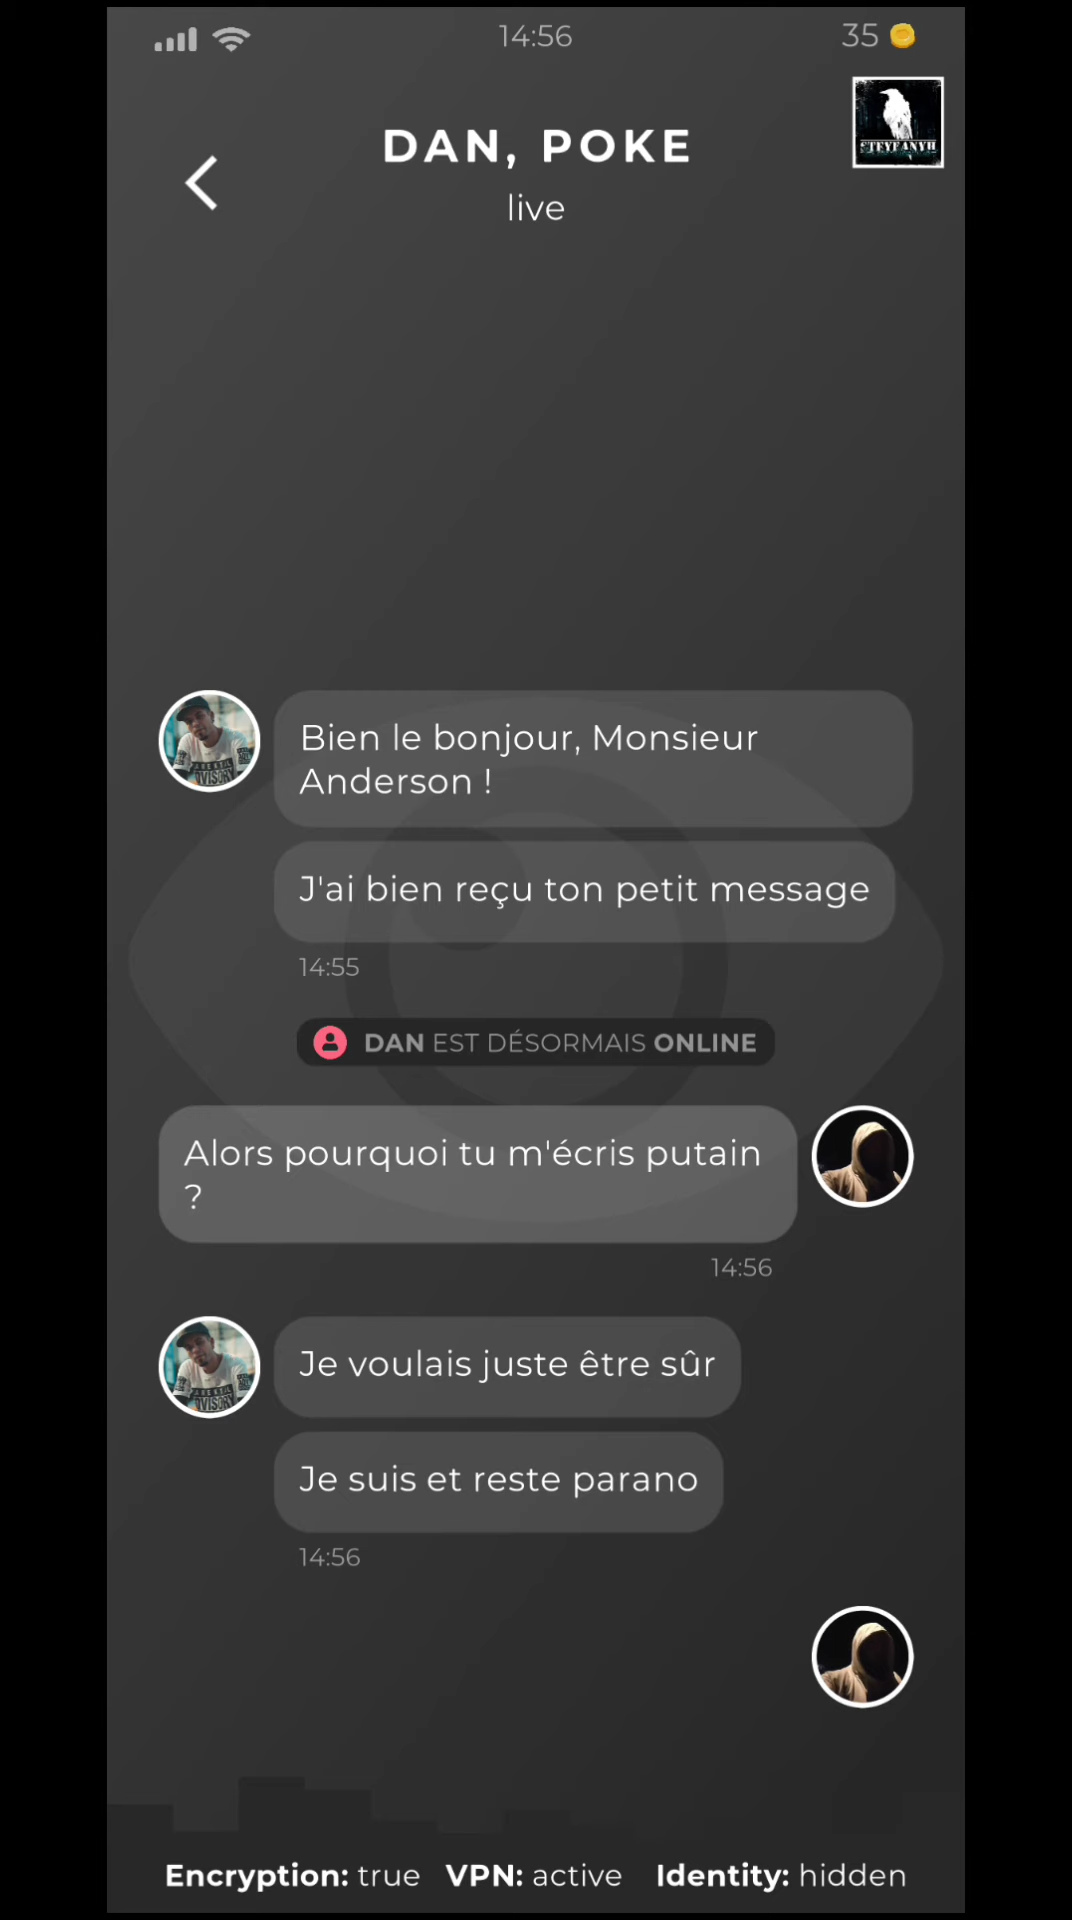 14:56
35
DAN, POKE
live
STEYFANYH
Bien le bonjour, Monsieur
Anderson !
J'ai bien reçu ton petit message
14:55
DAN EST DÉSORMAIS ONLINE
Alors pourquoi tu m'écris putain
?
14:56
Je voulais juste être sûr
Je suis et reste parano
14:56
Encryption: true VPN: active Identity: hidden